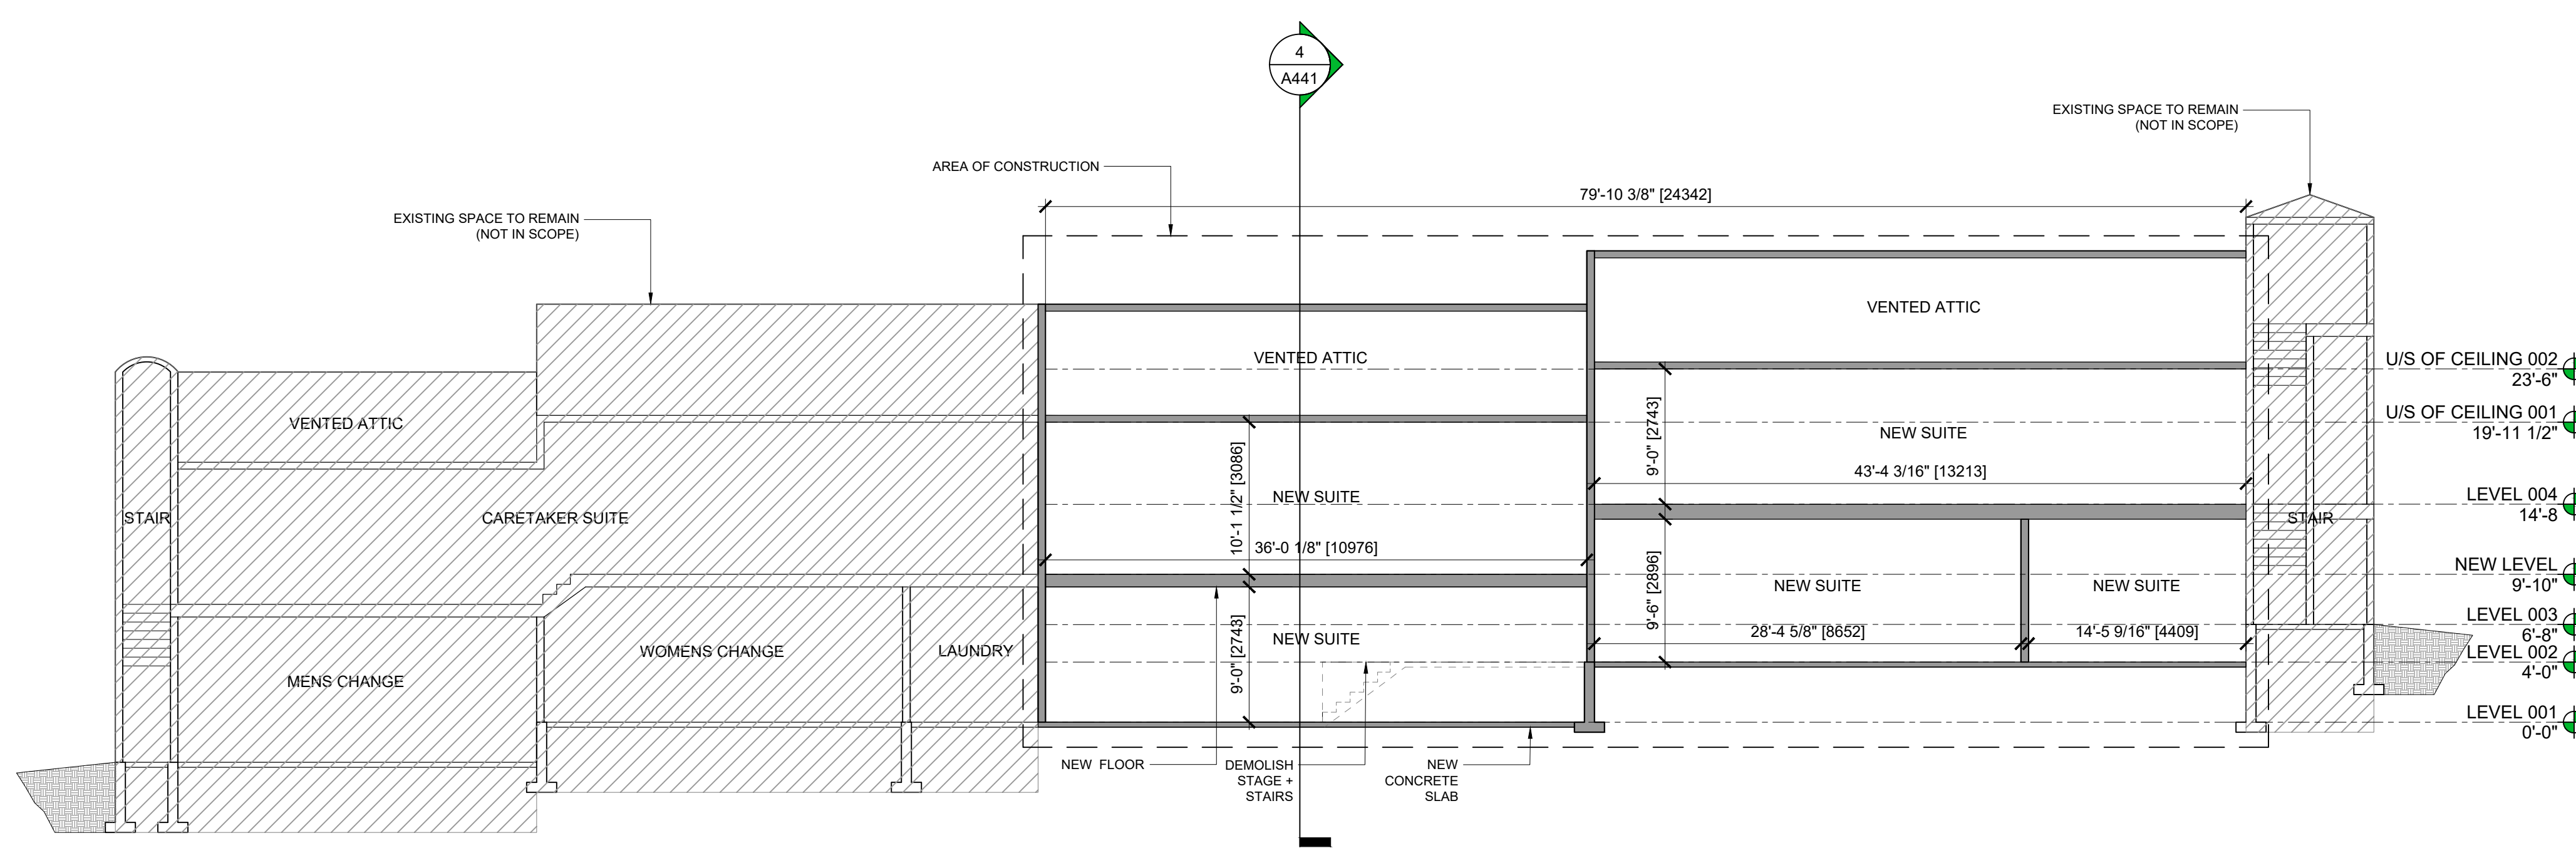 4
A441
EXISTING SPACE TO REMAIN
(NOT IN SCOPE)
AREA OF CONSTRUCTION
79'-10 3/8" [24342]
EXISTING SPACE TO REMAIN
(NOT IN SCOPE)
VENTED ATTIC
VENTED ATTIC
U/S OF CEILING 002
23'-6"
VENTED ATTIC
U/S OF CEILING 001
19'-11 1/2"
9'-0" [2743]
NEW SUITE
43'-4 3/16" [13213]
10'-1 1/2" [3086]
NEW SUITE
LEVEL 004
14'-8
STAIR
CARETAKER SUITE
STAIR
36'-0 1/8" [10976]
NEW LEVEL
9'-10"
9'-6" [2896]
NEW SUITE
NEW SUITE
LEVEL 003
6'-8"
28'-4 5/8" [8652]
14'-5 9/16" [4409]
9'-0" [2743]
NEW SUITE
WOMENS CHANGE
LAUNDRY
LEVEL 002
4'-0"
MENS CHANGE
LEVEL 001
0'-0"
NEW FLOOR
DEMOLISH
STAGE +
STAIRS
NEW
CONCRETE
SLAB